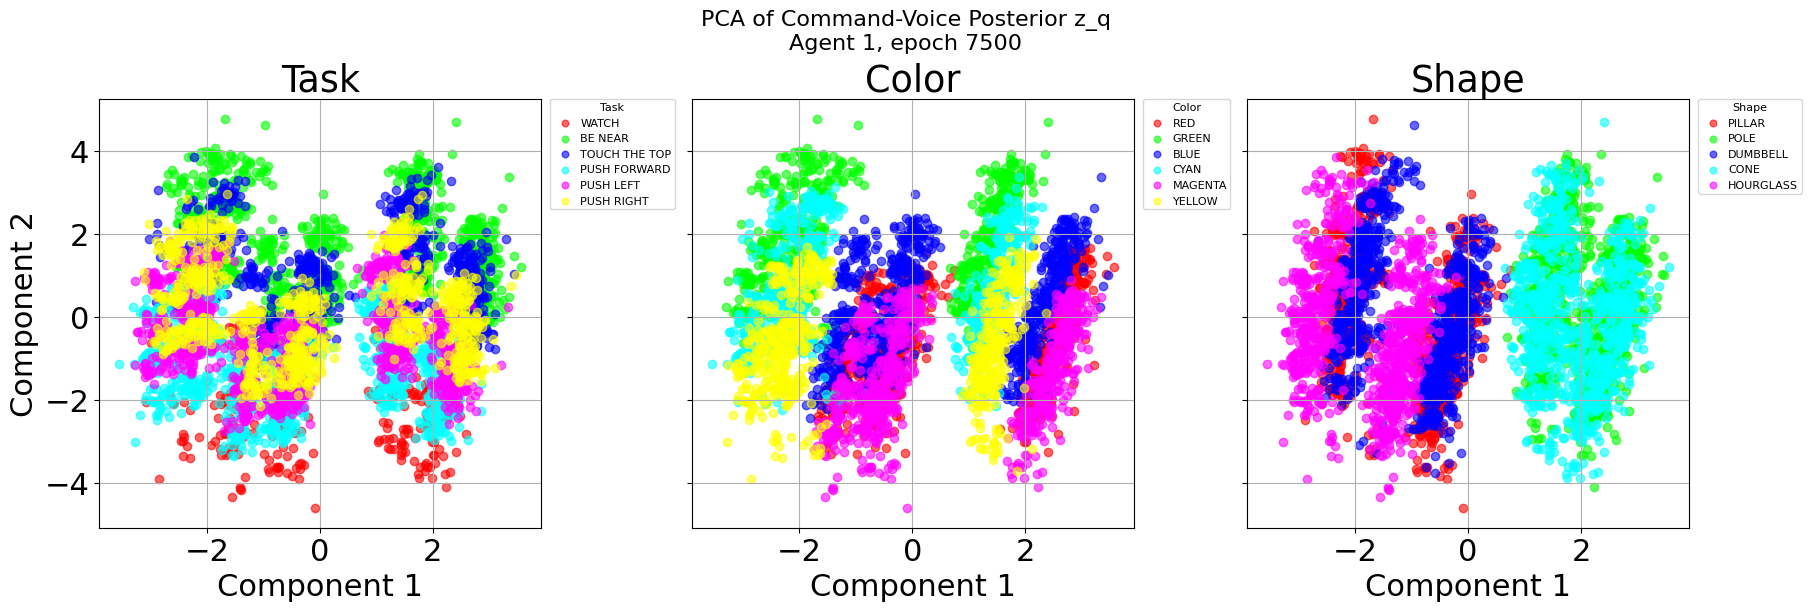 PCA of Command-Voice Posterior z_q
Agent 1, epoch 7500
Task
Color
Shape
Component 2
4
2
0
−2
−4
−2 0 2
Component 1
−2 0 2
Component 1
−2 0 2
Component 1
Task
WATCH
BE NEAR
TOUCH THE TOP
PUSH FORWARD
PUSH LEFT
PUSH RIGHT
Color
RED
GREEN
BLUE
CYAN
MAGENTA
YELLOW
Shape
PILLAR
POLE
DUMBBELL
CONE
HOURGLASS